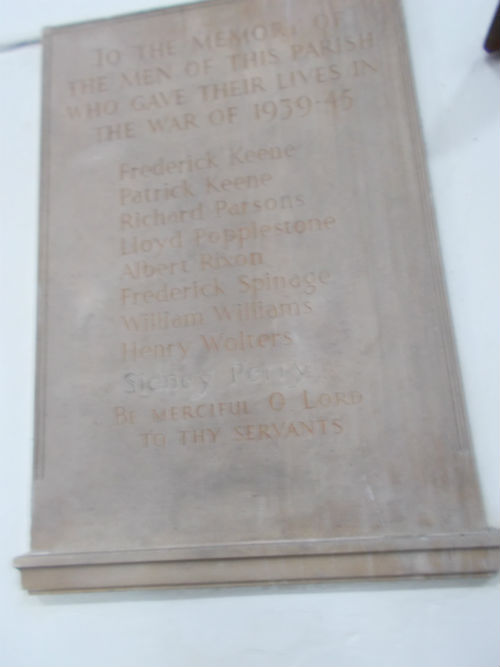 TO THE MEMORY OF
THE MEN OF THIS PARISH
WHO GAVE THEIR LIVES IN
THE WAR OF 1939-45
Frederick Keene
Patrick Keene
Richard Parsons
Lloyd Popplestone
Albert Rixon
Frederick Spinage
William Williams
Henry Wolters
Sidney Perry
BE MERCIFUL O LORD
TO THY SERVANTS